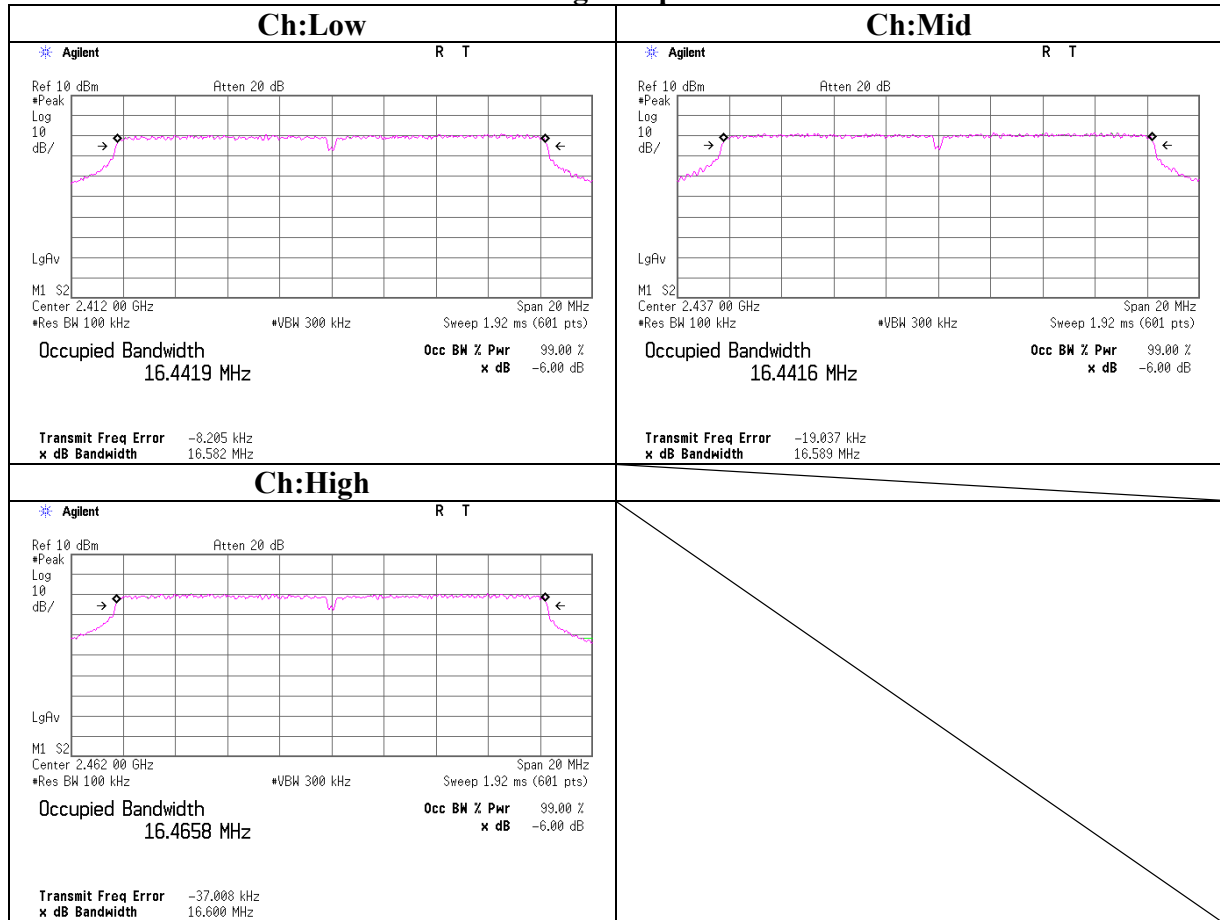 Ch:Low
Agilent R T
Ref 10 dBm Atten 20 dB
#Peak
Log
10
dB/
LgAv
M1 S2
Center 2.412 00 GHz Span 20 MHz
#Res BW 100 kHz #VBW 300 kHz Sweep 1.92 ms (601 pts)
Occupied Bandwidth Occ BW % Pwr 99.00 %
16.4419 MHz x dB -6.00 dB
Transmit Freq Error -8.205 kHz
x dB Bandwidth 16.582 MHz
Ch:Mid
Agilent R T
Ref 10 dBm Atten 20 dB
#Peak
Log
10
dB/
LgAv
M1 S2
Center 2.437 00 GHz Span 20 MHz
#Res BW 100 kHz #VBW 300 kHz Sweep 1.92 ms (601 pts)
Occupied Bandwidth Occ BW % Pwr 99.00 %
16.4416 MHz x dB -6.00 dB
Transmit Freq Error -19.037 kHz
x dB Bandwidth 16.589 MHz
Ch:High
Agilent R T
Ref 10 dBm Atten 20 dB
#Peak
Log
10
dB/
LgAv
M1 S2
Center 2.462 00 GHz Span 20 MHz
#Res BW 100 kHz #VBW 300 kHz Sweep 1.92 ms (601 pts)
Occupied Bandwidth Occ BW % Pwr 99.00 %
16.4658 MHz x dB -6.00 dB
Transmit Freq Error -37.008 kHz
x dB Bandwidth 16.600 MHz